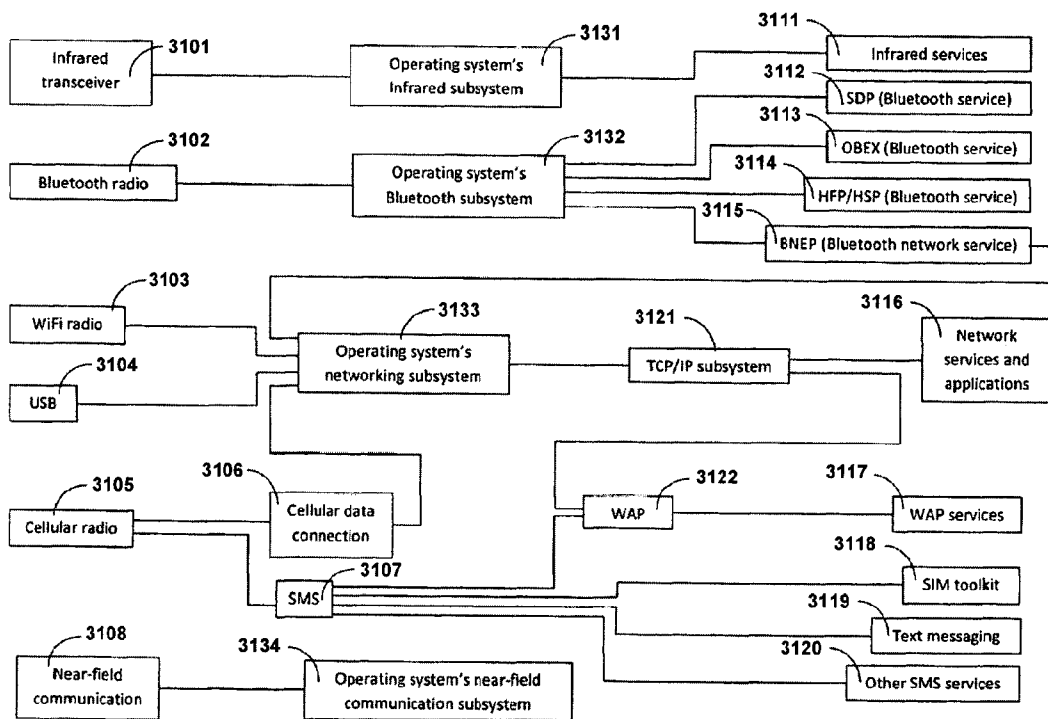 3101
3131
3111
Infrared
transceiver
Operating system's
Infrared subsystem
Infrared services
3112
SDP (Bluetooth service)
3102
3132
3113
OBEX (Bluetooth service)
Bluetooth radio
Operating system's
Bluetooth subsystem
3114
HFP/HSP (Bluetooth service)
3115
BNEP (Bluetooth network service)
3103
3133
3121
3116
WiFi radio
Operating system's
networking subsystem
TCP/IP subsystem
Network
services and
applications
3104
USB
3105
3106
3122
3117
Cellular radio
Cellular data
connection
WAP
WAP services
3107
SMS
3118
SIM toolkit
3119
Text messaging
3108
3134
3120
Near-field
communication
Operating system's near-field
communication subsystem
Other SMS services